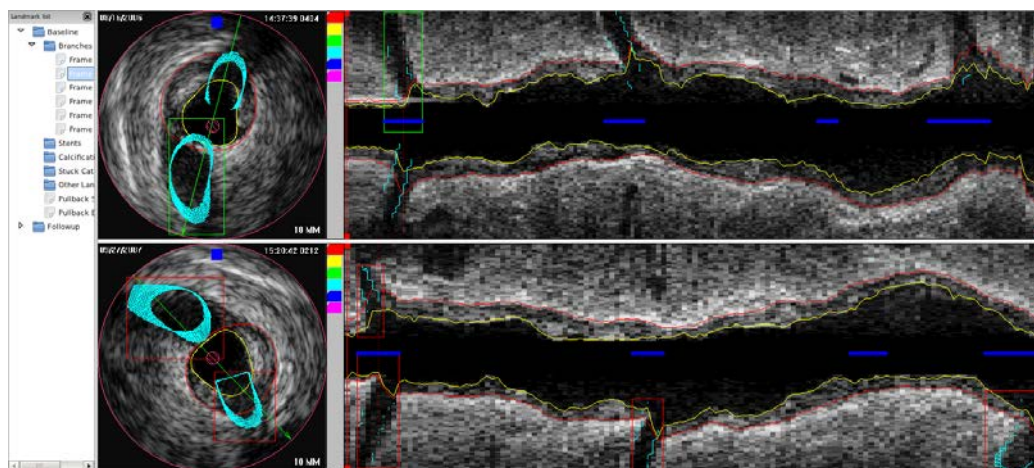 Landmark list
Baseline
Branches
Frame
Frame
Frame
Frame
Frame
Frame
Stents
Calcificati
Stuck Cat
Other Lan
Pullback S
Pullback E
Followup
14:37:39 0404
10 MM
15:20:42 0212
10 MM